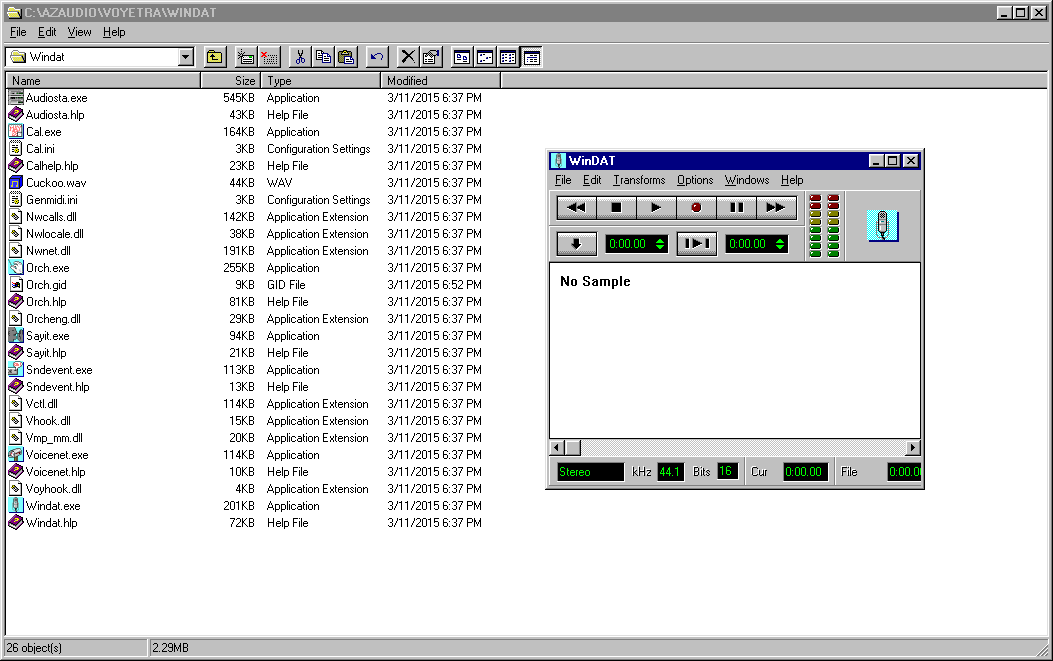 C:\AZAUDIO\VOYETRA\WINDAT
File Edit View Help
Windat
Name Size Type Modified
Audiosta.exe 545KB Application 3/11/2015 6:37 PM
Audiosta.hlp 43KB Help File 3/11/2015 6:37 PM
Cal.exe 164KB Application 3/11/2015 6:37 PM
Cal.ini 3KB Configuration Settings 3/11/2015 6:37 PM
Calhelp.hlp 23KB Help File 3/11/2015 6:37 PM
Cuckoo.wav 44KB WAV 3/11/2015 6:37 PM
Genmidi.ini 3KB Configuration Settings 3/11/2015 6:37 PM
Nwcalls.dll 142KB Application Extension 3/11/2015 6:37 PM
Nwlocale.dll 38KB Application Extension 3/11/2015 6:37 PM
Nwnet.dll 191KB Application Extension 3/11/2015 6:37 PM
Orch.exe 255KB Application 3/11/2015 6:37 PM
Orch.gid 9KB GID File 3/11/2015 6:52 PM
Orch.hlp 81KB Help File 3/11/2015 6:37 PM
Orcheng.dll 29KB Application Extension 3/11/2015 6:37 PM
Sayit.exe 94KB Application 3/11/2015 6:37 PM
Sayit.hlp 21KB Help File 3/11/2015 6:37 PM
Sndevent.exe 113KB Application 3/11/2015 6:37 PM
Sndevent.hlp 13KB Help File 3/11/2015 6:37 PM
Vctl.dll 114KB Application Extension 3/11/2015 6:37 PM
Vhook.dll 15KB Application Extension 3/11/2015 6:37 PM
Vmp_mm.dll 20KB Application Extension 3/11/2015 6:37 PM
Voicenet.exe 114KB Application 3/11/2015 6:37 PM
Voicenet.hlp 10KB Help File 3/11/2015 6:37 PM
Voyhook.dll 4KB Application Extension 3/11/2015 6:37 PM
Windat.exe 201KB Application 3/11/2015 6:37 PM
Windat.hlp 72KB Help File 3/11/2015 6:37 PM
26 object(s) 2.29MB
WinDAT
File Edit Transforms Options Windows Help
0:00.00 0:00.00
No Sample
Stereo kHz 44.1 Bits 16 Cur 0:00.00 File 0:00.0